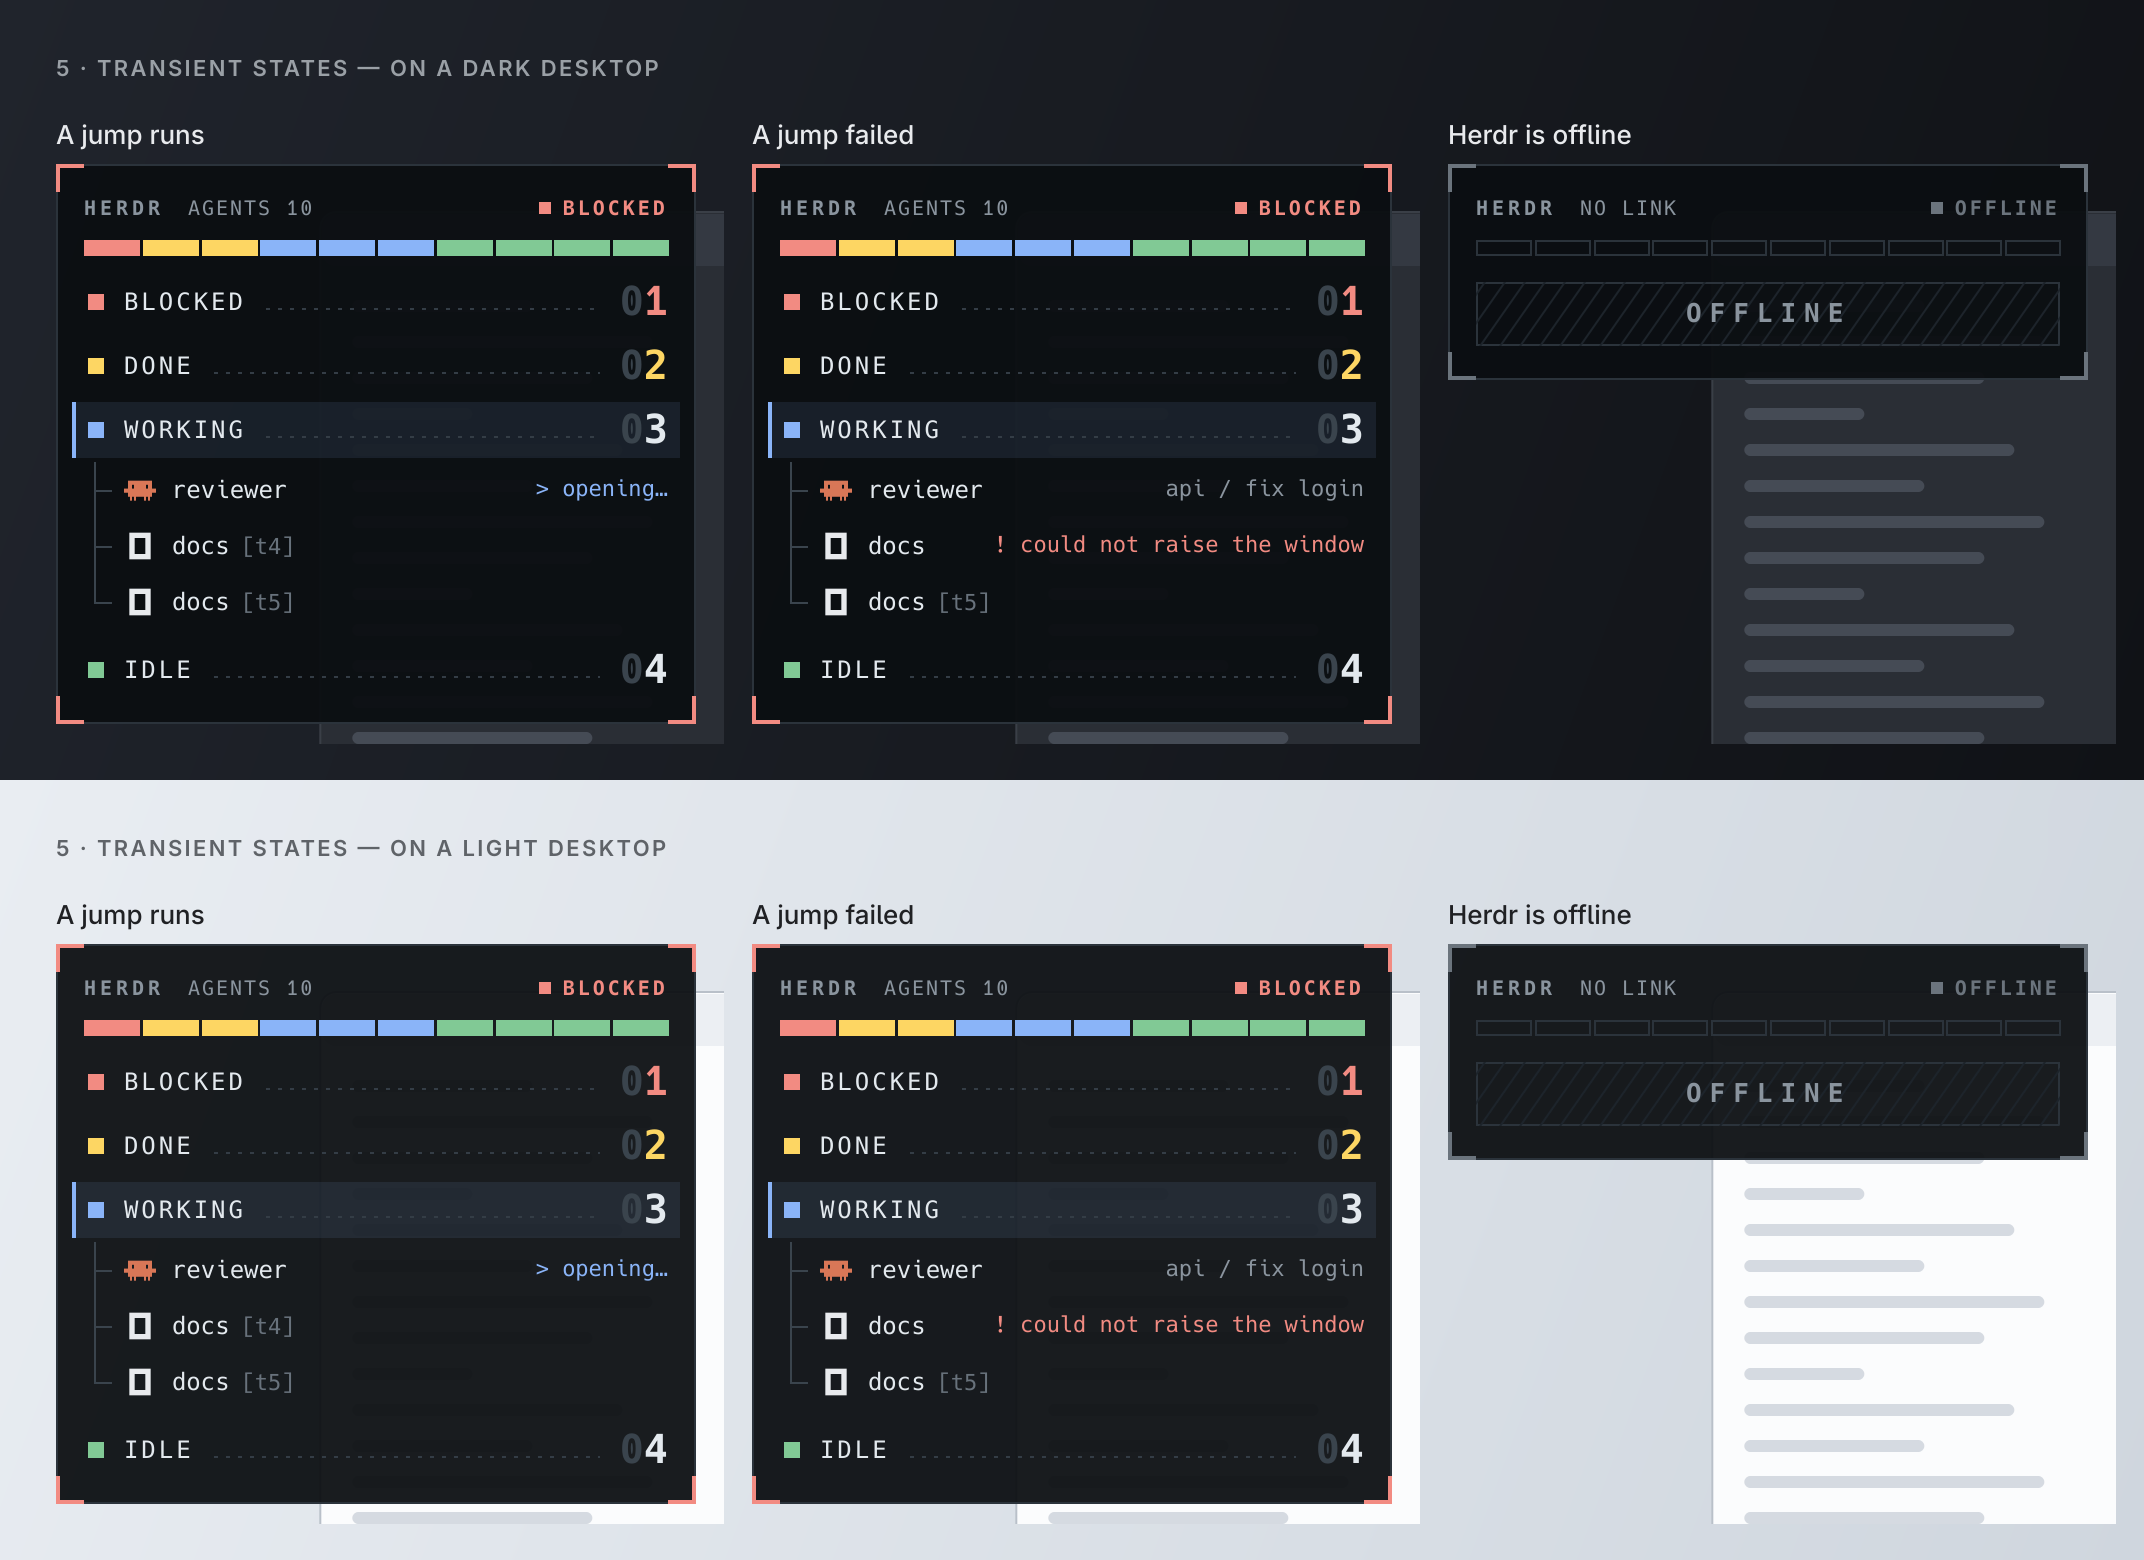 5 · TRANSIENT STATES — ON A DARK DESKTOP
A jump runs
HERDR AGENTS 10 BLOCKED
BLOCKED 01
DONE 02
WORKING 03
reviewer > opening…
docs [t4]
docs [t5]
IDLE 04
A jump failed
HERDR AGENTS 10 BLOCKED
BLOCKED 01
DONE 02
WORKING 03
reviewer api / fix login
docs ! could not raise the window
docs [t5]
IDLE 04
Herdr is offline
HERDR NO LINK OFFLINE
OFFLINE
5 · TRANSIENT STATES — ON A LIGHT DESKTOP
A jump runs
HERDR AGENTS 10 BLOCKED
BLOCKED 01
DONE 02
WORKING 03
reviewer > opening…
docs [t4]
docs [t5]
IDLE 04
A jump failed
HERDR AGENTS 10 BLOCKED
BLOCKED 01
DONE 02
WORKING 03
reviewer api / fix login
docs ! could not raise the window
docs [t5]
IDLE 04
Herdr is offline
HERDR NO LINK OFFLINE
OFFLINE